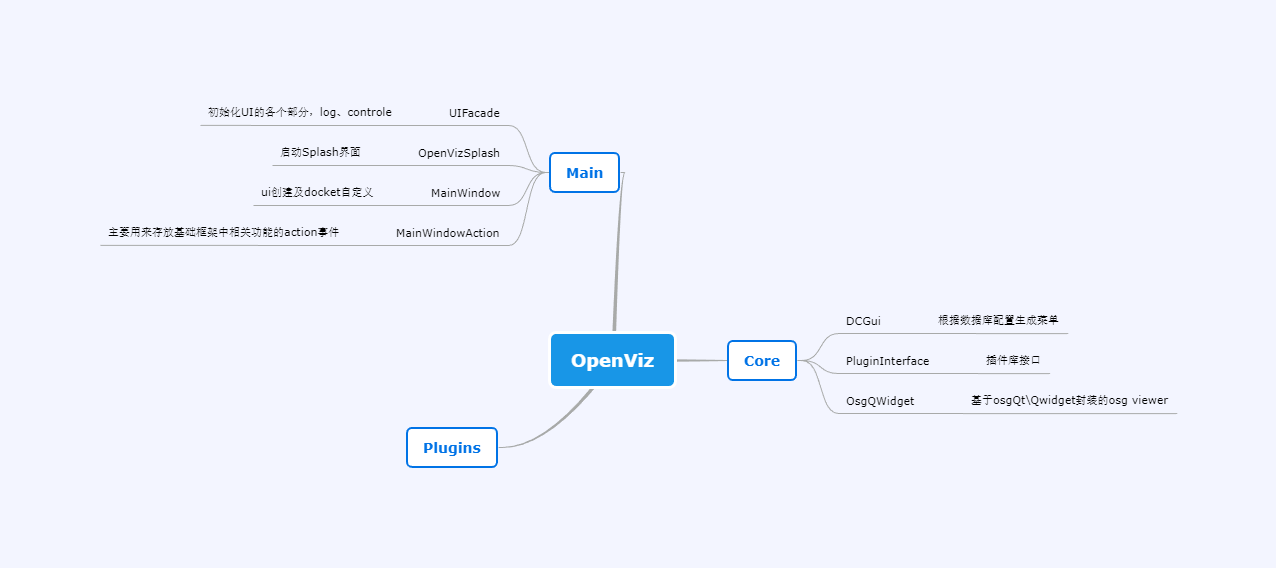 初始化UI的各个部分，log、controle
UIFacade
启动Splash界面
OpenVizSplash
ui创建及docket自定义
MainWindow
主要用来存放基础框架中相关功能的action事件
MainWindowAction
Main
OpenViz
Core
DCGui
根据数据库配置生成菜单
PluginInterface
插件库接口
OsgQWidget
基于osgQt\Qwidget封装的osg viewer
Plugins